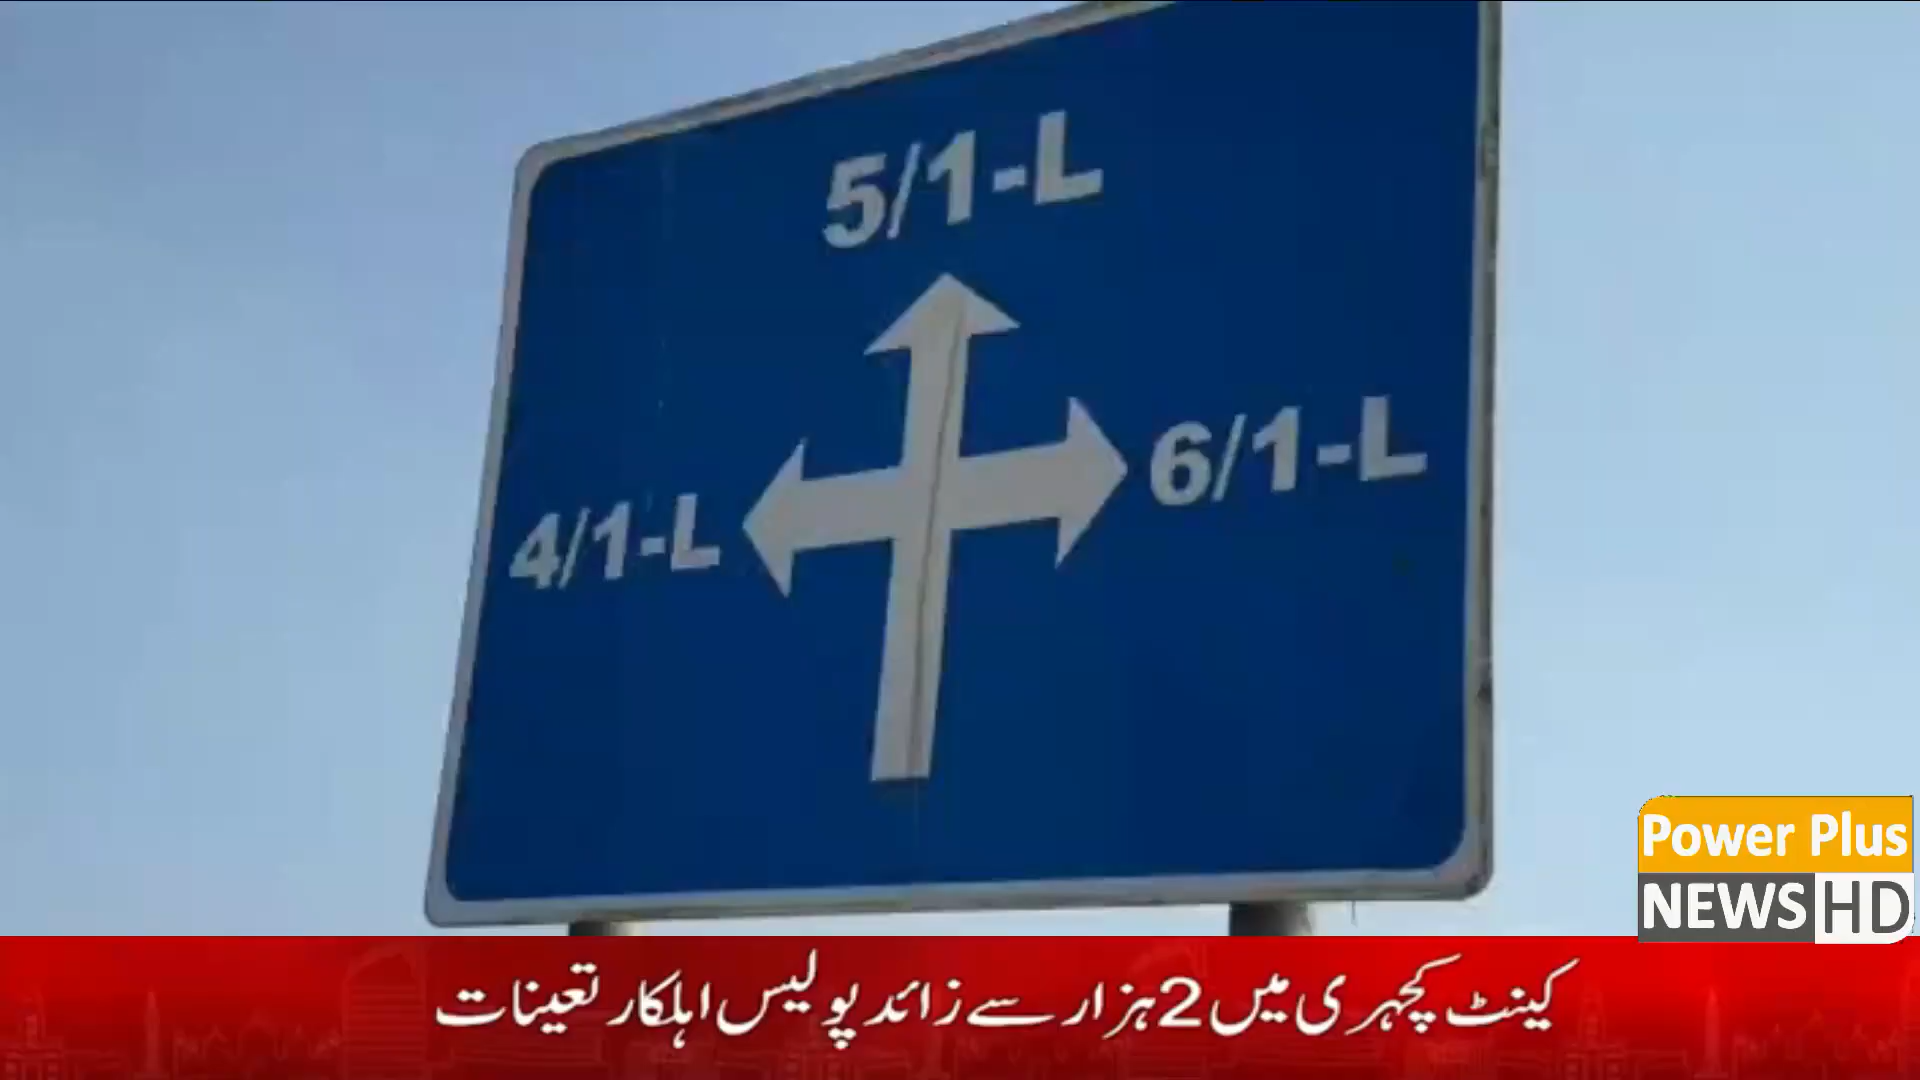 5/1-L
4/1-L
6/1-L
Power Plus
NEWS HD
کینٹ کچہری میں 2 ہزار سے زائد پولیس اہلکار تعینات